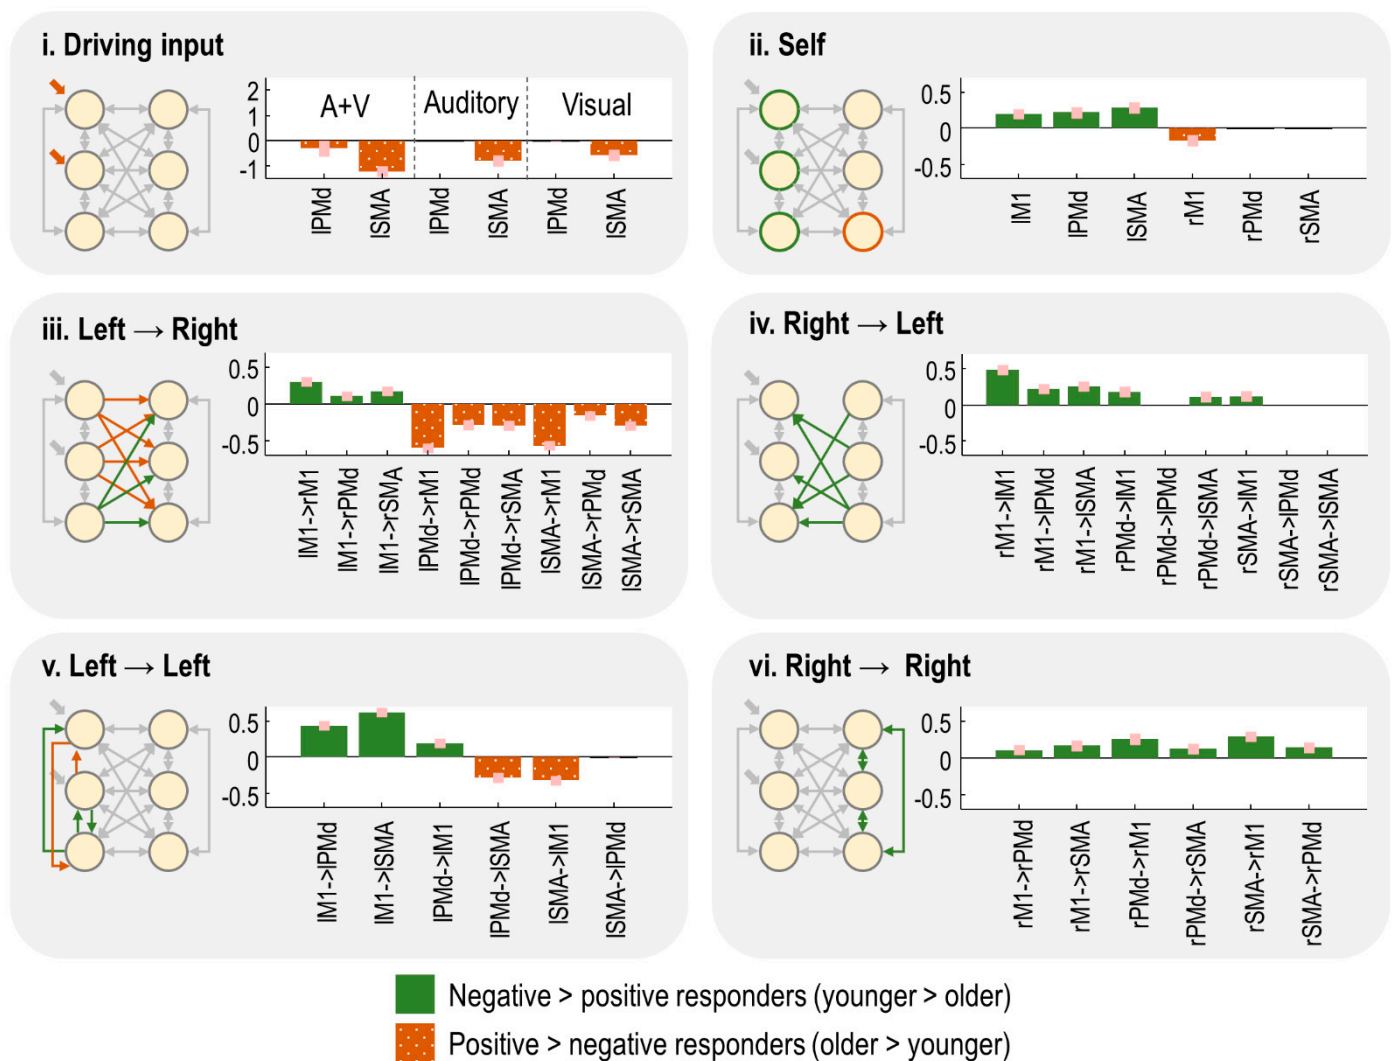 i. Driving input
2
1
0
-1
A+V
Auditory
Visual
lPMd
lSMA
lPMd
lSMA
lPMd
lSMA
ii. Self
0.5
0
-0.5
lM1
lPMd
lSMA
rM1
rPMd
rSMA
iii. Left → Right
0.5
0
-0.5
lM1->rM1
lM1->rPMd
lM1->rSMA
lPMd->rM1
lPMd->rPMd
lPMd->rSMA
lSMA->rM1
lSMA->rPMd
lSMA->rSMA
iv. Right → Left
0.5
0
-0.5
rM1->lM1
rM1->lPMd
rM1->lSMA
rPMd->lM1
rPMd->lPMd
rPMd->lSMA
rSMA->lM1
rSMA->lPMd
rSMA->lSMA
v. Left → Left
0.5
0
-0.5
lM1->lPMd
lM1->lSMA
lPMd->lM1
lPMd->lSMA
lSMA->lM1
lSMA->lPMd
vi. Right → Right
0.5
0
-0.5
rM1->rPMd
rM1->rSMA
rPMd->rM1
rPMd->rSMA
rSMA->rM1
rSMA->rPMd
Negative > positive responders (younger > older)
Positive > negative responders (older > younger)